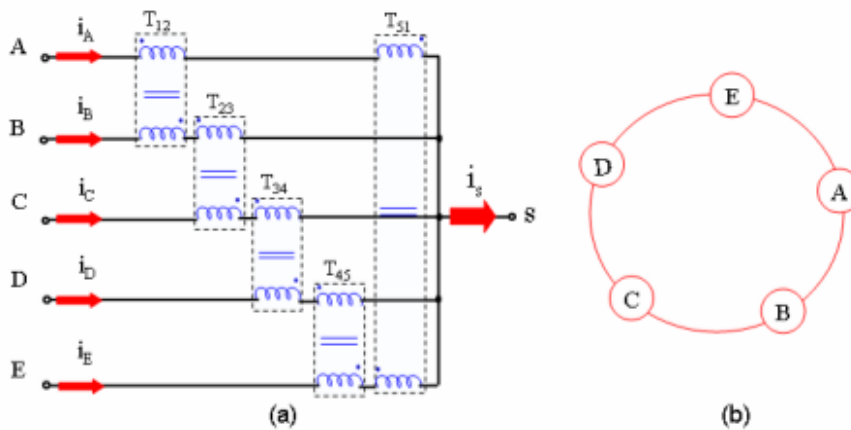 A i_A T_12 T_51
B i_B T_23
C i_C T_34 i_s S
D i_D T_45
E i_E
(a)
E
D A
C B
(b)